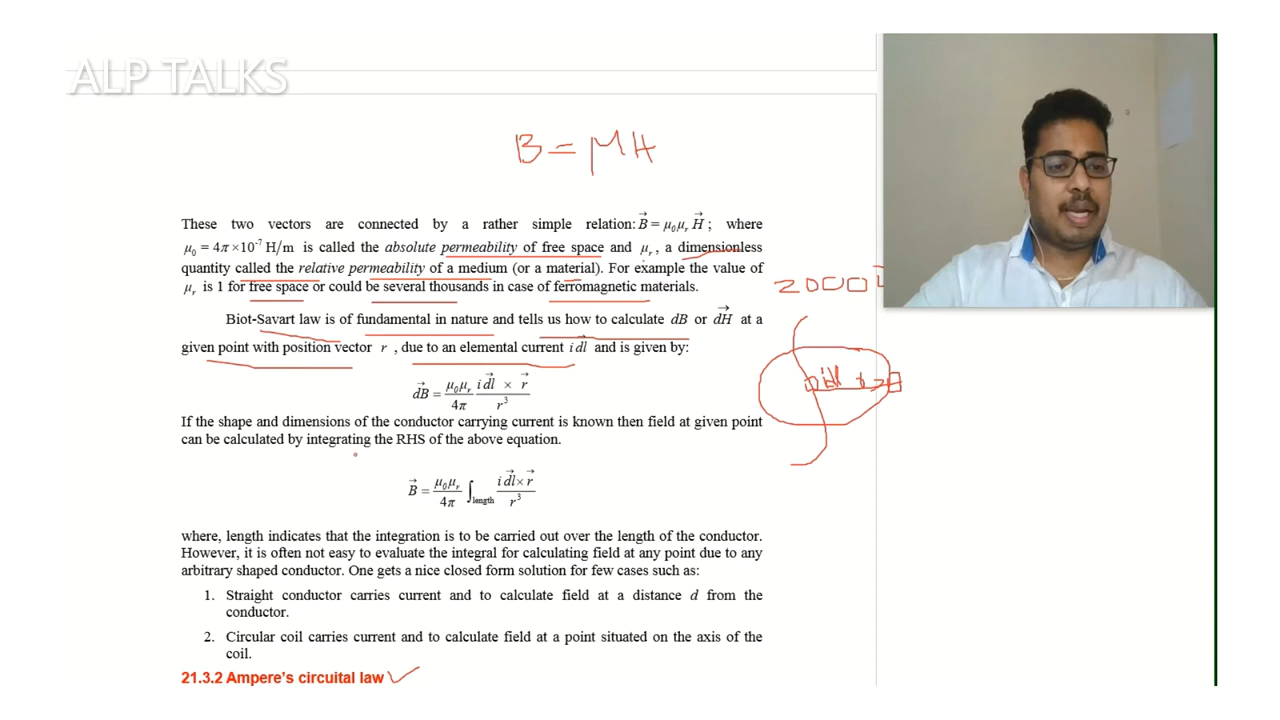 ALP TALKS
B = μH
These two vectors are connected by a rather simple relation: B⃗ = μ₀μᵣ H⃗ ; where
μ₀ = 4π ×10⁻⁷ H/m is called the absolute permeability of free space and μᵣ, a dimensionless
quantity called the relative permeability of a medium (or a material). For example the value of
μᵣ is 1 for free space or could be several thousands in case of ferromagnetic materials.
2000
Biot-Savart law is of fundamental in nature and tells us how to calculate dB or dH⃗ at a
given point with position vector r , due to an elemental current i dl⃗ and is given by:
dB⃗ = μ₀μᵣ/4π i dl⃗ × r⃗/r³
idl
If the shape and dimensions of the conductor carrying current is known then field at given point
can be calculated by integrating the RHS of the above equation.
B⃗ = μ₀μᵣ/4π ∫length i dl⃗× r⃗/r³
where, length indicates that the integration is to be carried out over the length of the conductor.
However, it is often not easy to evaluate the integral for calculating field at any point due to any
arbitrary shaped conductor. One gets a nice closed form solution for few cases such as:
1. Straight conductor carries current and to calculate field at a distance d from the
conductor.
2. Circular coil carries current and to calculate field at a point situated on the axis of the
coil.
21.3.2 Ampere's circuital law